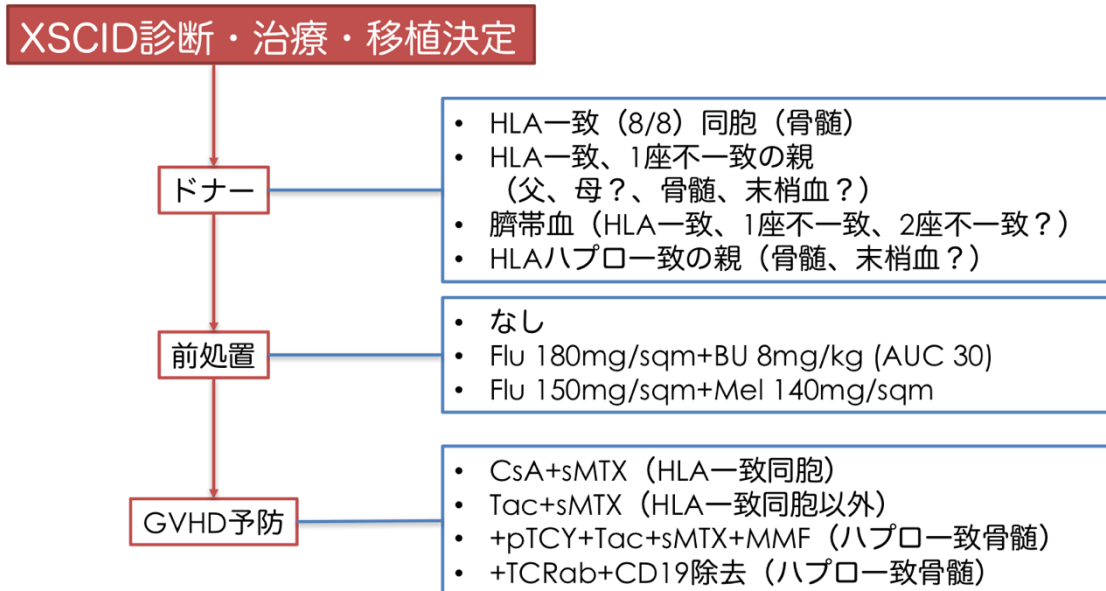 XSCID診断・治療・移植決定
ドナー
• HLA一致（8/8）同胞（骨髄）
• HLA一致、1座不一致の親
（父、母？、骨髄、末梢血？）
• 臍帯血（HLA一致、1座不一致、2座不一致？）
• HLAハプロ一致の親（骨髄、末梢血？）
前処置
• なし
• Flu 180mg/sqm+BU 8mg/kg (AUC 30)
• Flu 150mg/sqm+Mel 140mg/sqm
GVHD予防
• CsA+sMTX（HLA一致同胞）
• Tac+sMTX（HLA一致同胞以外）
• +pTCY+Tac+sMTX+MMF（ハプロ一致骨髄）
• +TCRab+CD19除去（ハプロ一致骨髄）